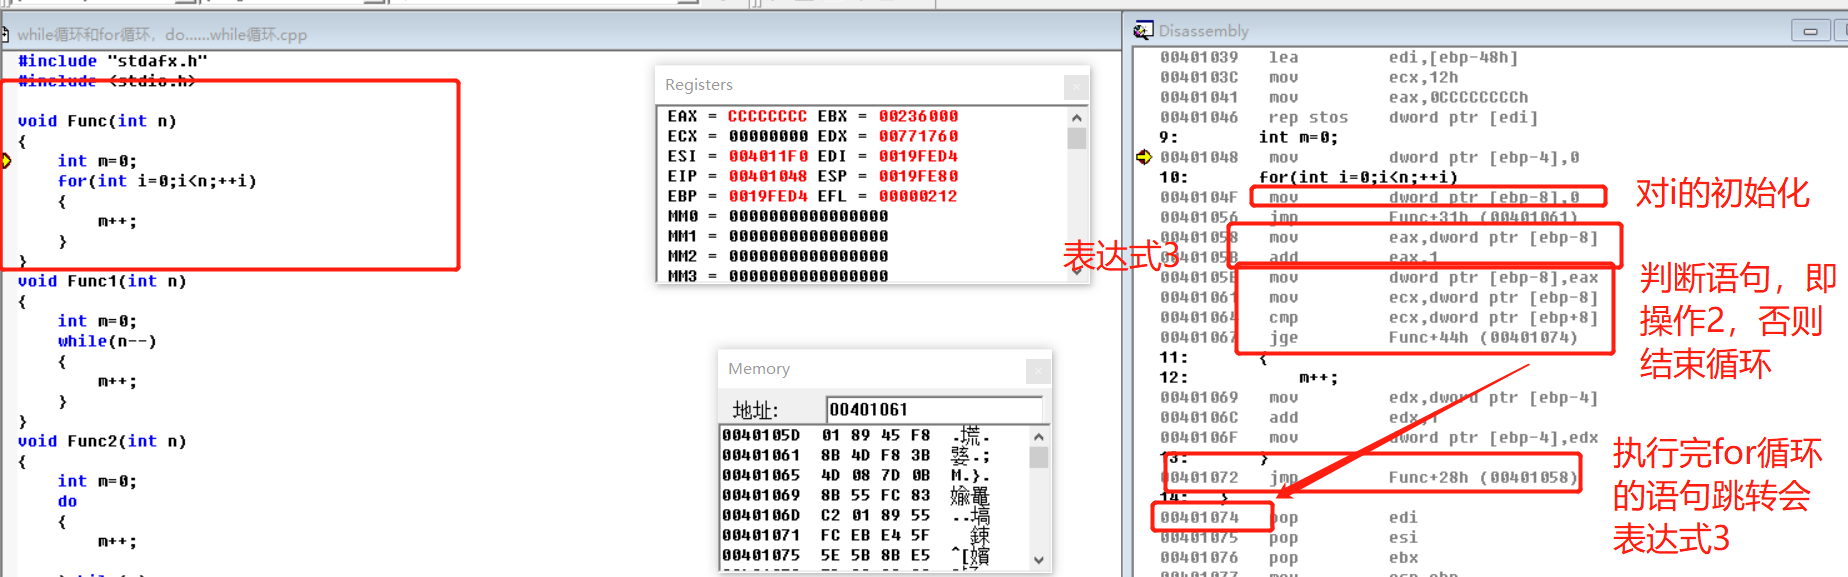 while循环和for循环, do......while循环.cpp
#include "stdafx.h"
#include <stdio.h>
void Func(int n)
{
int m=0;
for(int i=0;i<n;++i)
{
m++;
}
}
void Func1(int n)
{
int m=0;
while(n--)
{
m++;
}
}
void Func2(int n)
{
int m=0;
do
{
m++;
Registers
EAX = CCCCCCCC EBX = 00236000
ECX = 00000000 EDX = 00771760
ESI = 004011F0 EDI = 0019FED4
EIP = 00401048 ESP = 0019FE80
EBP = 0019FED4 EFL = 00000212
MM0 = 0000000000000000
MM1 = 0000000000000000
MM2 = 0000000000000000
MM3 = 0000000000000000
表达式3
Memory
地址: 00401061
0040105D 01 89 45 F8
00401061 8B 4D F8 3B
00401065 4D 08 7D 0B M.}.
00401069 8B 55 FC 83
0040106D C2 01 89 55
00401071 FC EB E4 5F
00401075 5E 5B 8B E5
Disassembly
00401039 lea edi,[ebp-48h]
0040103C mov ecx,12h
00401041 mov eax,0CCCCCCCCh
00401046 rep stos dword ptr [edi]
9: int m=0;
00401048 mov dword ptr [ebp-4],0
10: for(int i=0;i<n;++i)
0040104F mov dword ptr [ebp-8],0
00401056 jmp Func+31h (00401061)
00401058 mov eax,dword ptr [ebp-8]
0040105B add eax,1
0040105E mov dword ptr [ebp-8],eax
00401061 mov ecx,dword ptr [ebp-8]
00401064 cmp ecx,dword ptr [ebp+8]
00401067 jge Func+44h (00401074)
11: {
12: m++;
00401069 mov edx,dword ptr [ebp-4]
0040106C add edx,1
0040106F mov dword ptr [ebp-4],edx
13: }
00401072 jmp Func+28h (00401058)
14: }
00401074 pop edi
00401075 pop esi
00401076 pop ebx
对i的初始化
判断语句，即
操作2，否则
结束循环
执行完for循环
的语句跳转会
表达式3